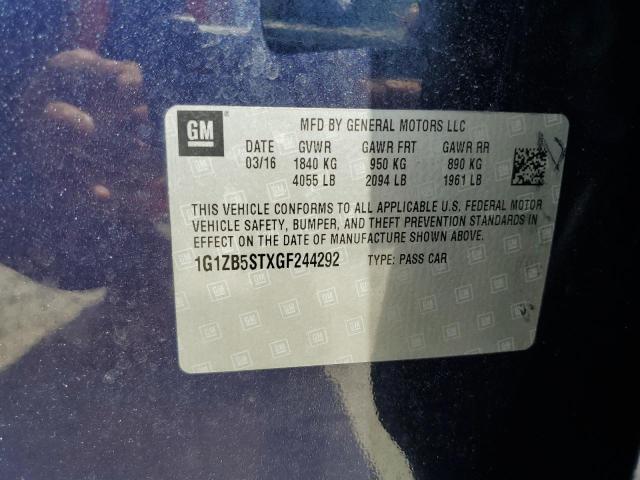 GM
MFD BY GENERAL MOTORS LLC
DATE GVWR GAWR FRT GAWR RR
03/16 1840 KG 950 KG 890 KG
4055 LB 2094 LB 1961 LB
THIS VEHICLE CONFORMS TO ALL APPLICABLE U.S. FEDERAL MOTOR
VEHICLE SAFETY, BUMPER, AND THEFT PREVENTION STANDARDS IN
EFFECT ON THE DATE OF MANUFACTURE SHOWN ABOVE.
1G1ZB5STXGF244292 TYPE: PASS CAR